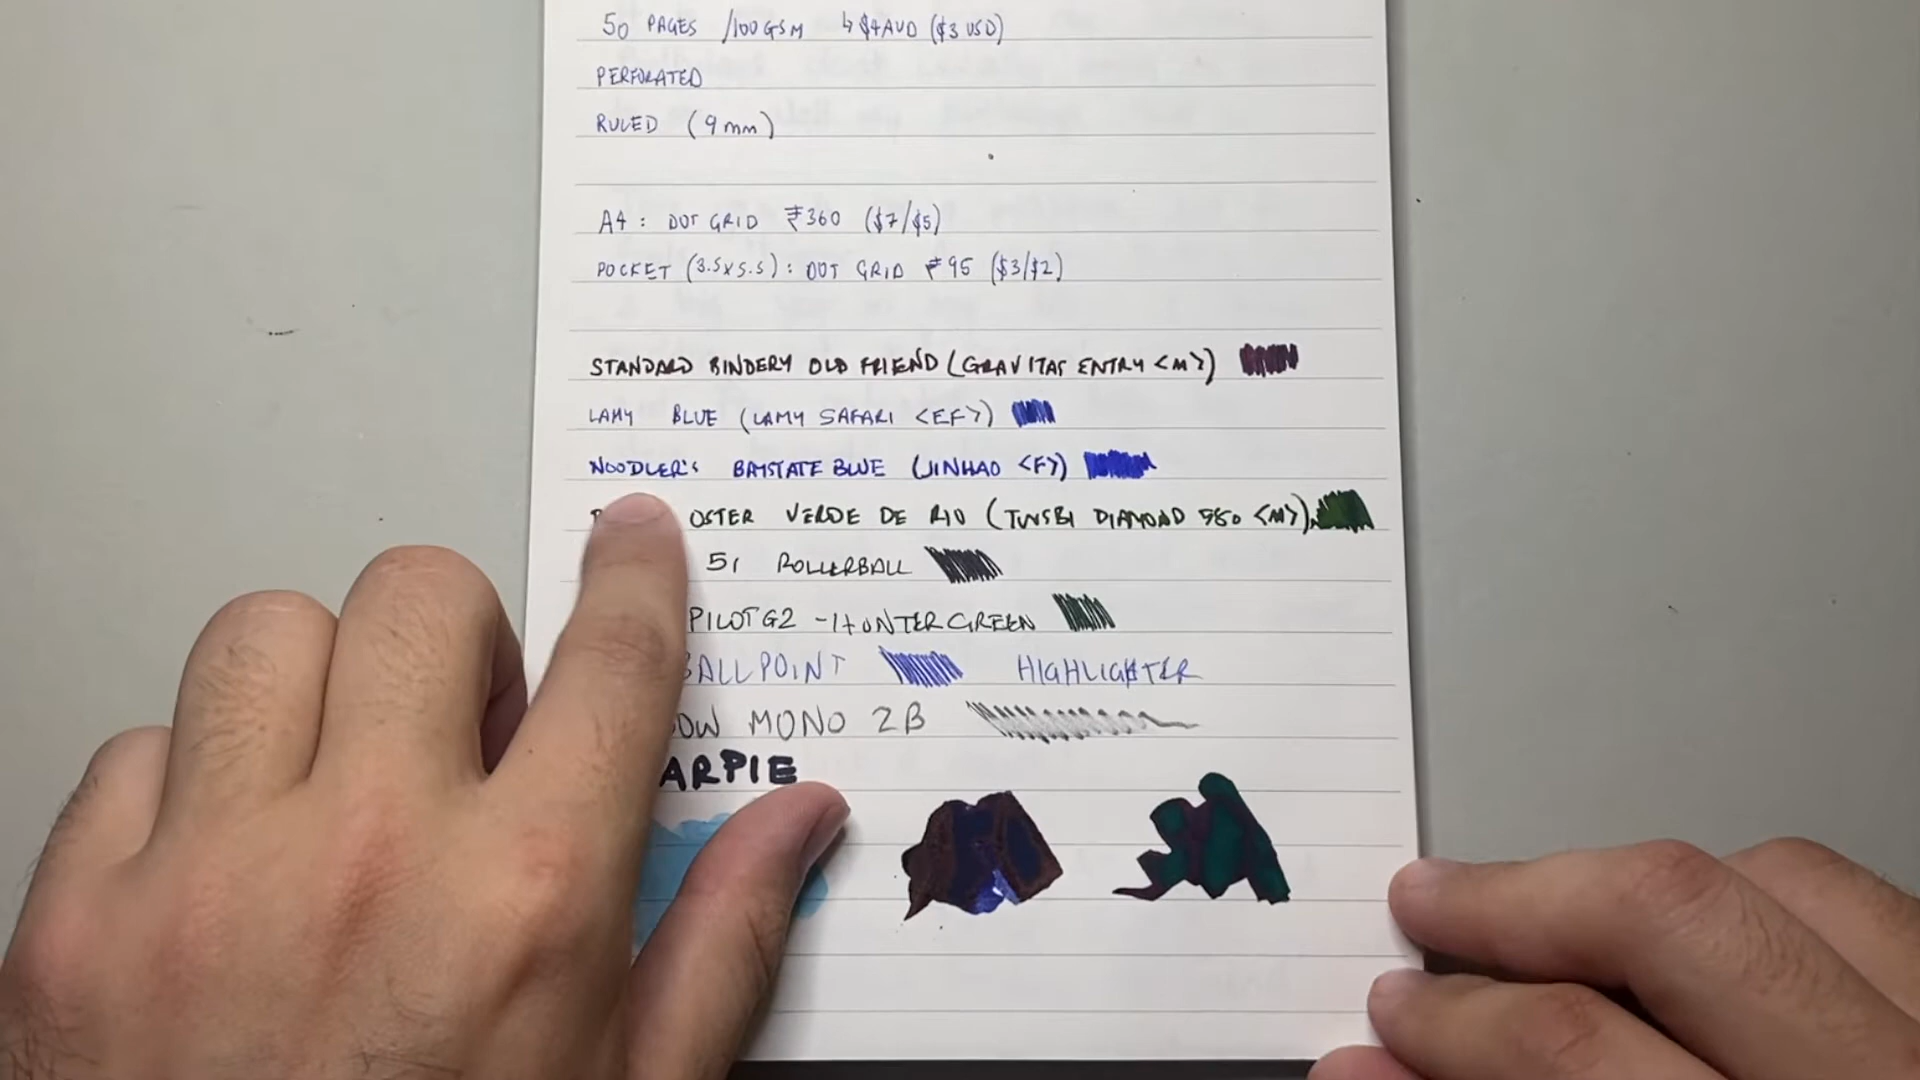 50 PAGES /100GSM ↳ $4AUD ($3 USD)
PERFORATED
RULED (9mm)
A4: DOT GRID ₹360 ($7/$5)
POCKET (3.5x5.5): DOT GRID ₹95 ($3/$2)
STANDARD BINDERY OLD FRIEND (GRAVITAS ENTRY <M>)
LAMY BLUE (LAMY SAFARI <EF>)
NOODLER'S BAYSTATE BLUE (JINHAO <F>)
OSTER VERDE DE RIO (TWSBI DIAMOND 580 <M>)
51 ROLLERBALL
PILOT G2 - HUNTER GREEN
BALLPOINT HIGHLIGHTER
OW MONO 2B
ARPIE